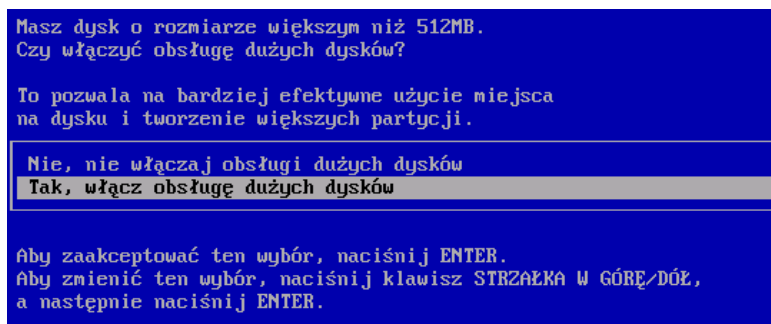 Masz dysk o rozmiarze większym niż 512MB.
Czy włączyć obsługę dużych dysków?
To pozwala na bardziej efektywne użycie miejsca
na dysku i tworzenie większych partycji.
Nie, nie włączaj obsługi dużych dysków
Tak, włącz obsługę dużych dysków
Aby zaakceptować ten wybór, naciśnij ENTER.
Aby zmienić ten wybór, naciśnij klawisz STRZAŁKA W GÓRĘ/DÓŁ,
a następnie naciśnij ENTER.